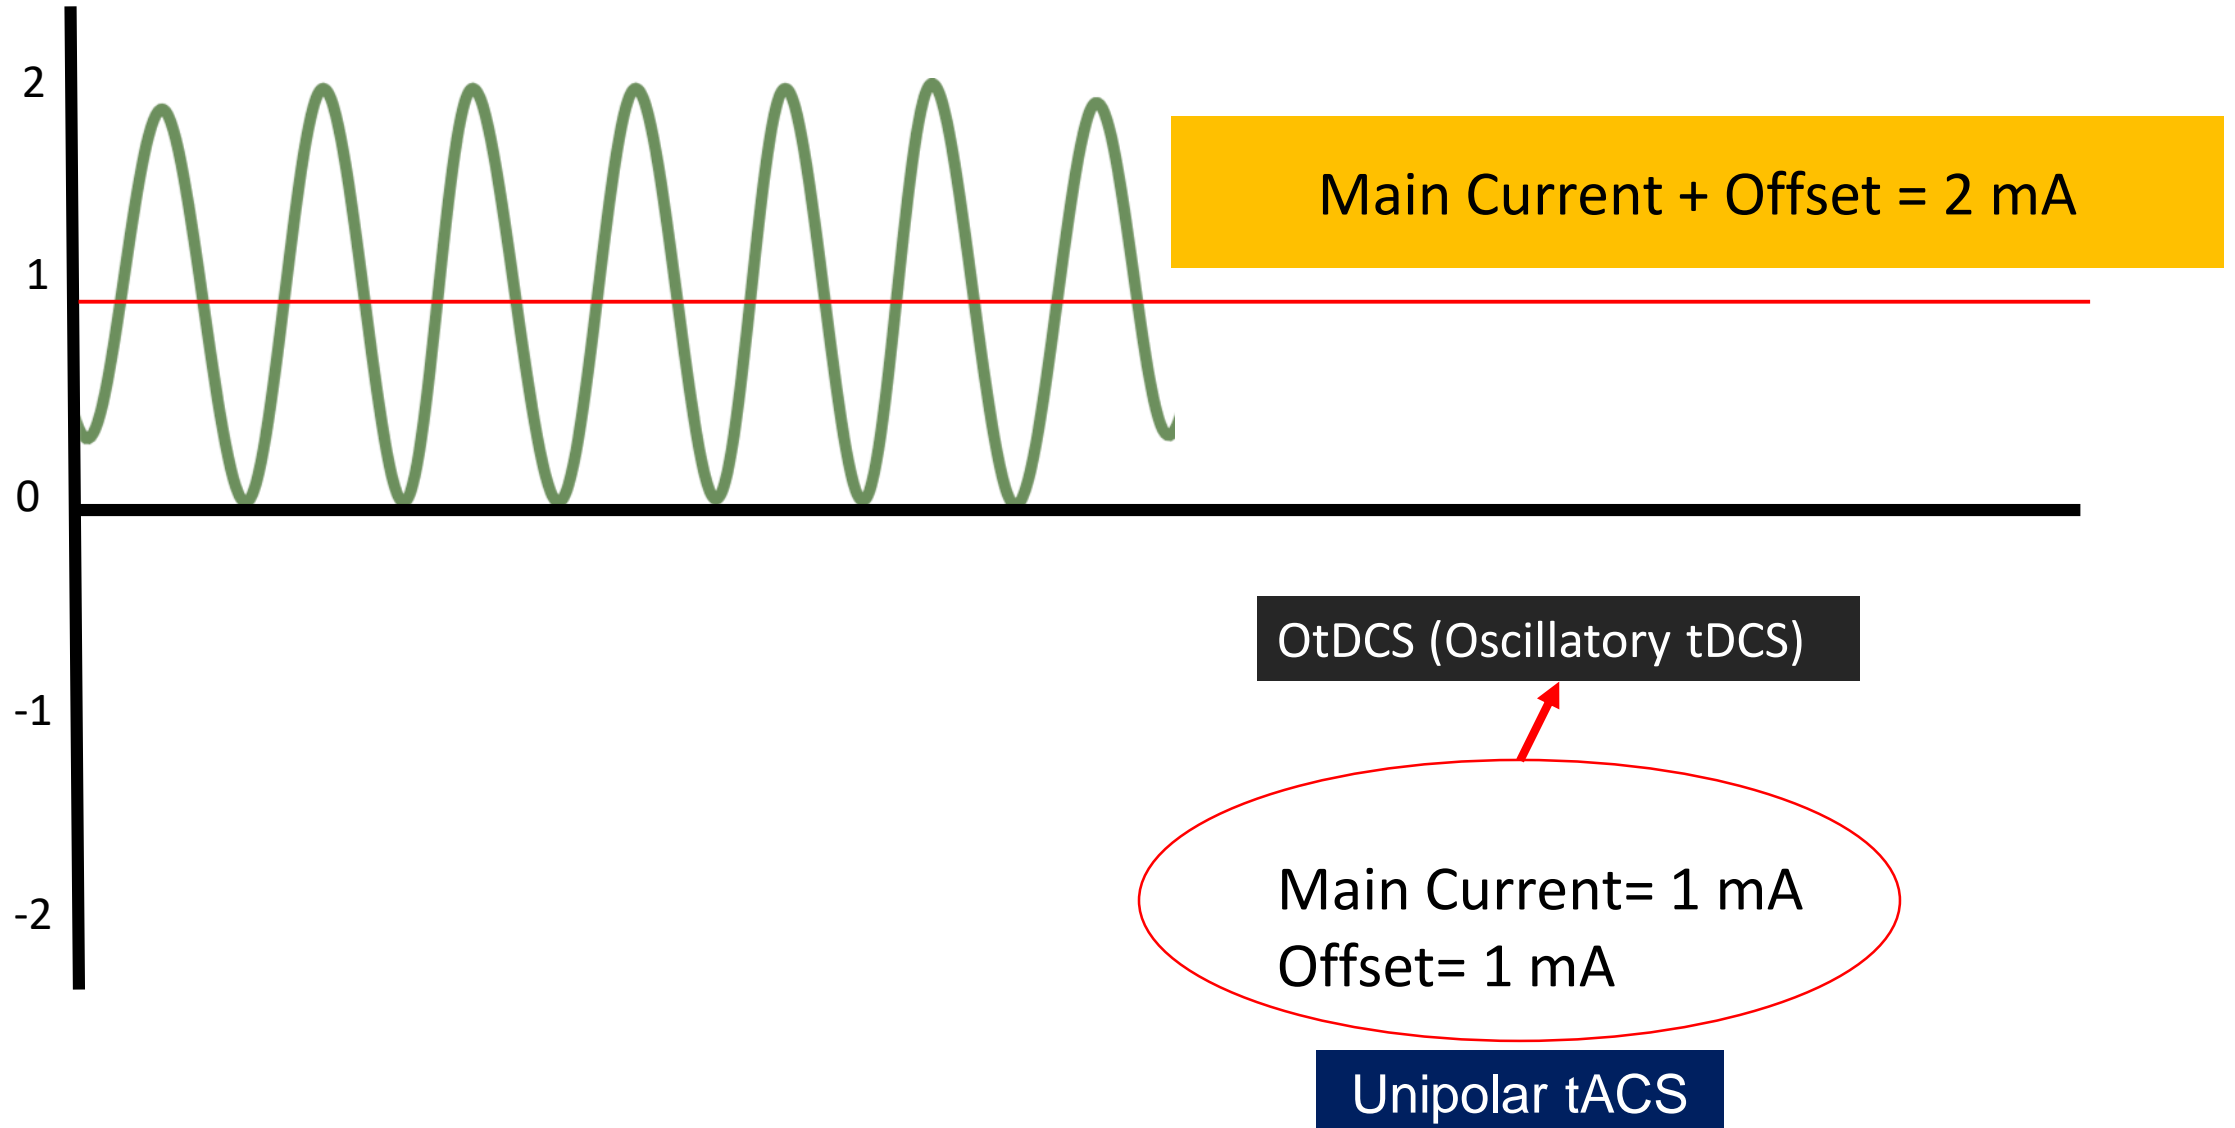 2
Main Current + Offset = 2 mA
1
0
OtDCS (Oscillatory tDCS)
-1
Main Current= 1 mA
-2
Offset= 1 mA
Unipolar tACS